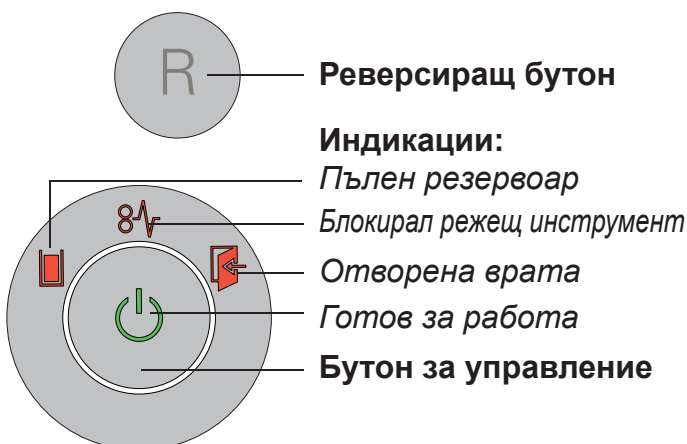 R
Реверсиращ бутон
Индикации:
Пълен резервоар
Блокирал режещ инструмент
Отворена врата
Готов за работа
Бутон за управление